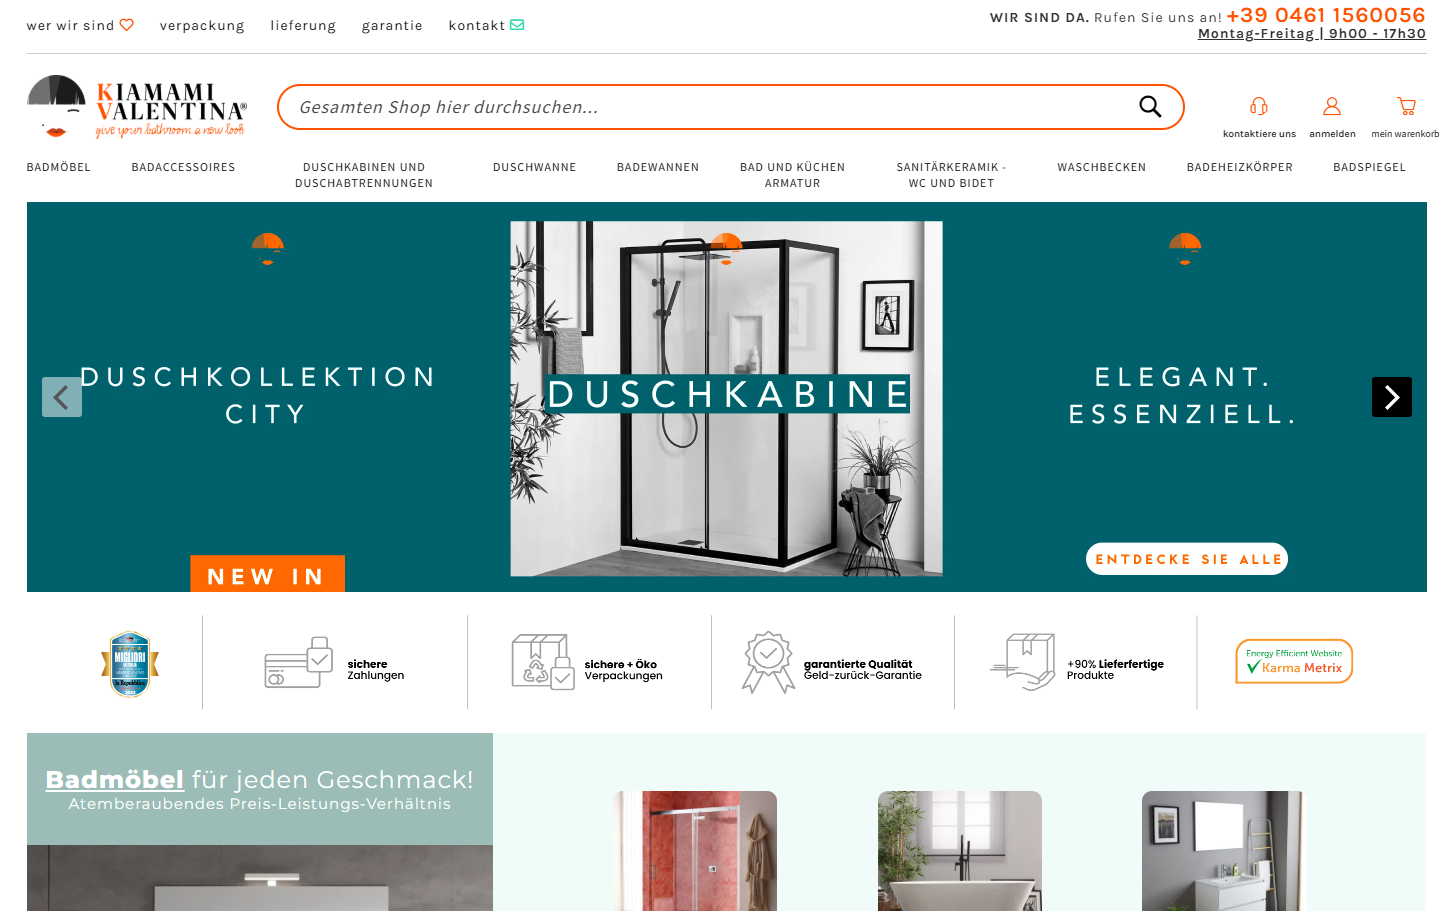 wer wir sind
verpackung
lieferung
garantie
kontakt
WIR SIND DA. Rufen Sie uns an! +39 0461 1560056
Montag-Freitag | 9h00 - 17h30
KIAMAMI
VALENTINA®
give your bathroom a new look
Gesamten Shop hier durchsuchen...
kontaktiere uns
anmelden
mein warenkorb
BADMÖBEL
BADACCESSOIRES
DUSCHKABINEN UND
DUSCHABTRENNUNGEN
DUSCHWANNE
BADEWANNEN
BAD UND KÜCHEN
ARMATUR
SANITÄRKERAMIK -
WC UND BIDET
WASCHBECKEN
BADEHEIZKÖRPER
BADSPIEGEL
DUSCHKOLLEKTION
CITY
NEW IN
DUSCHKABINE
ELEGANT.
ESSENZIELL.
ENTDECKE SIE ALLE
MIGLIORI
sichere
Zahlungen
sichere + Öko
Verpackungen
garantierte Qualität
Geld-zurück-Garantie
+90% Lieferfertige
Produkte
Energy Efficient Website
Karma Metrix
Badmöbel für jeden Geschmack!
Atemberaubendes Preis-Leistungs-Verhältnis